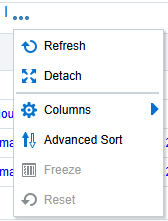 Refresh
Detach
Columns
Advanced Sort
Freeze
Reset